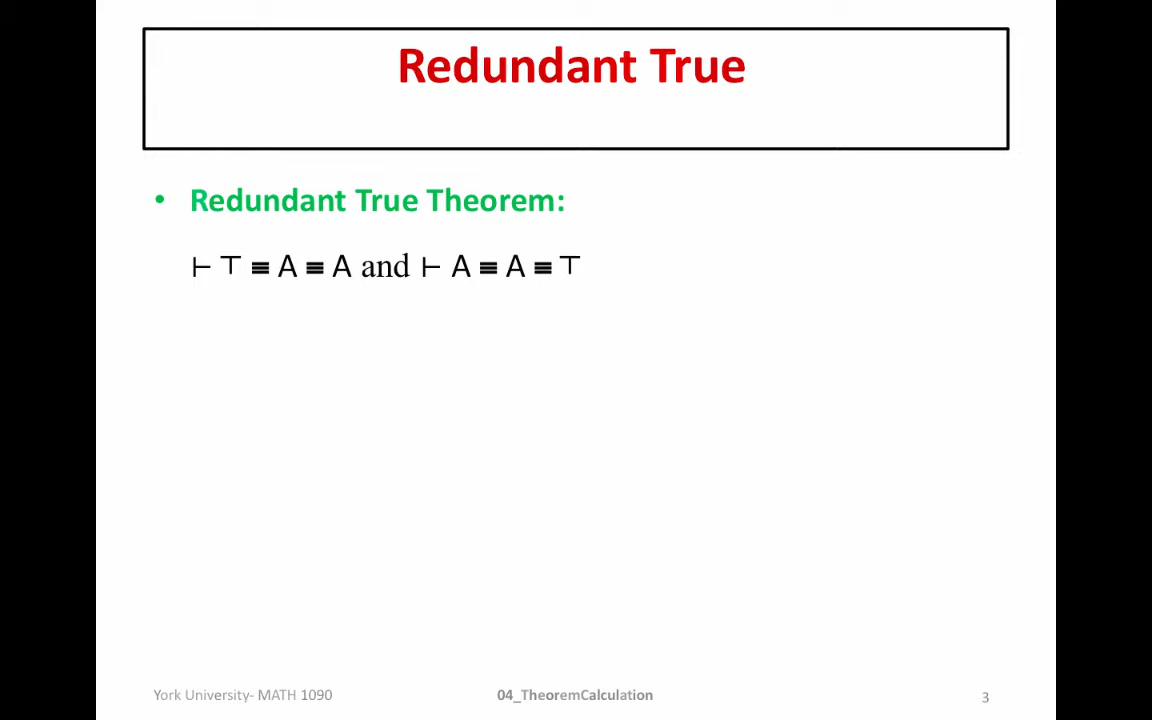 Redundant True
• Redundant True Theorem:
⊢ ⊤ ≡ A ≡ A and ⊢ A ≡ A ≡ ⊤
York University- MATH 1090 04_TheoremCalculation 3